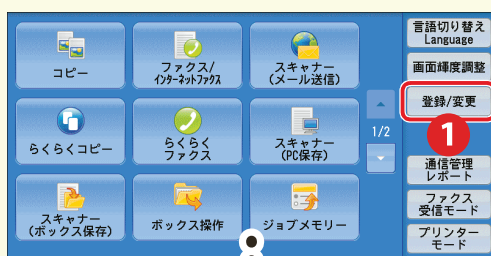 コピー
ファクス/
インターネットファクス
スキャナー
(メール送信)
らくらくコピー
らくらく
ファクス
スキャナー
(PC保存)
スキャナー
(ボックス保存)
ボックス操作
ジョブメモリー
1/2
言語切り替え
Language
画面輝度調整
登録/変更
1
通信管理
レポート
ファクス
受信モード
プリンター
モード